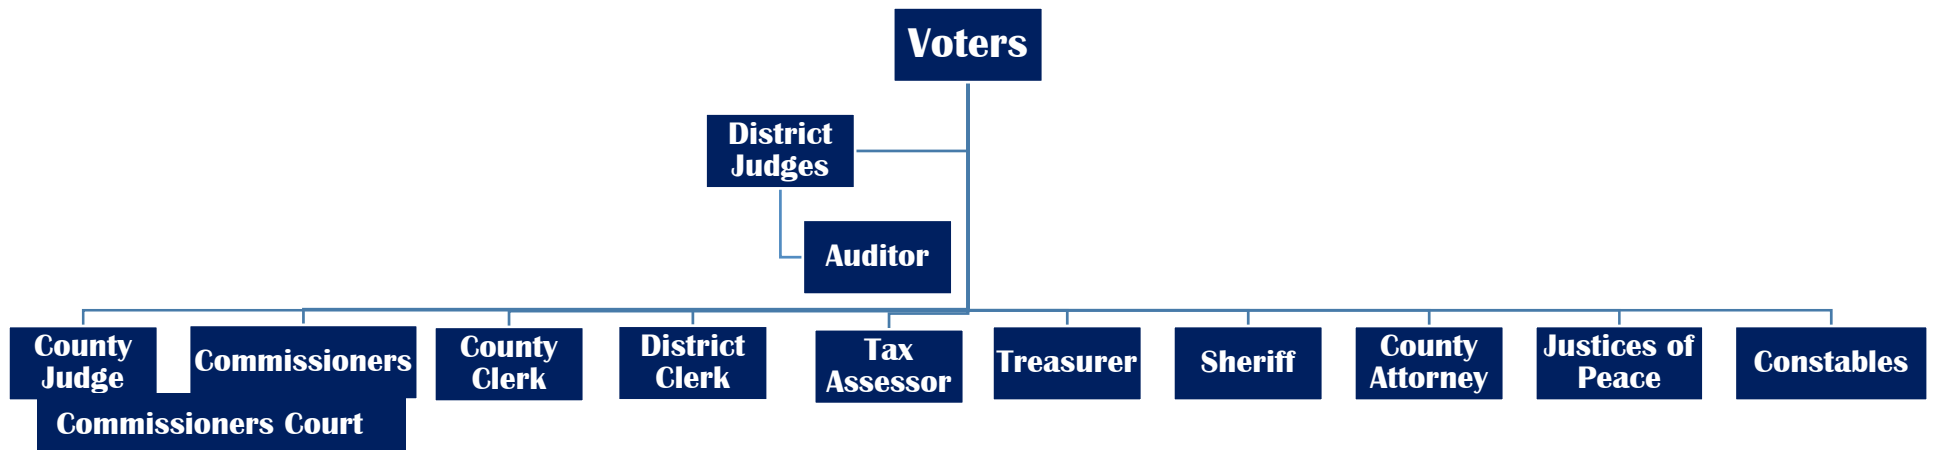 Voters
District
Judges
Auditor
County
Judge
Commissioners
County
Clerk
District
Clerk
Tax
Assessor
Treasurer
Sheriff
County
Attorney
Justices of
Peace
Constables
Commissioners Court